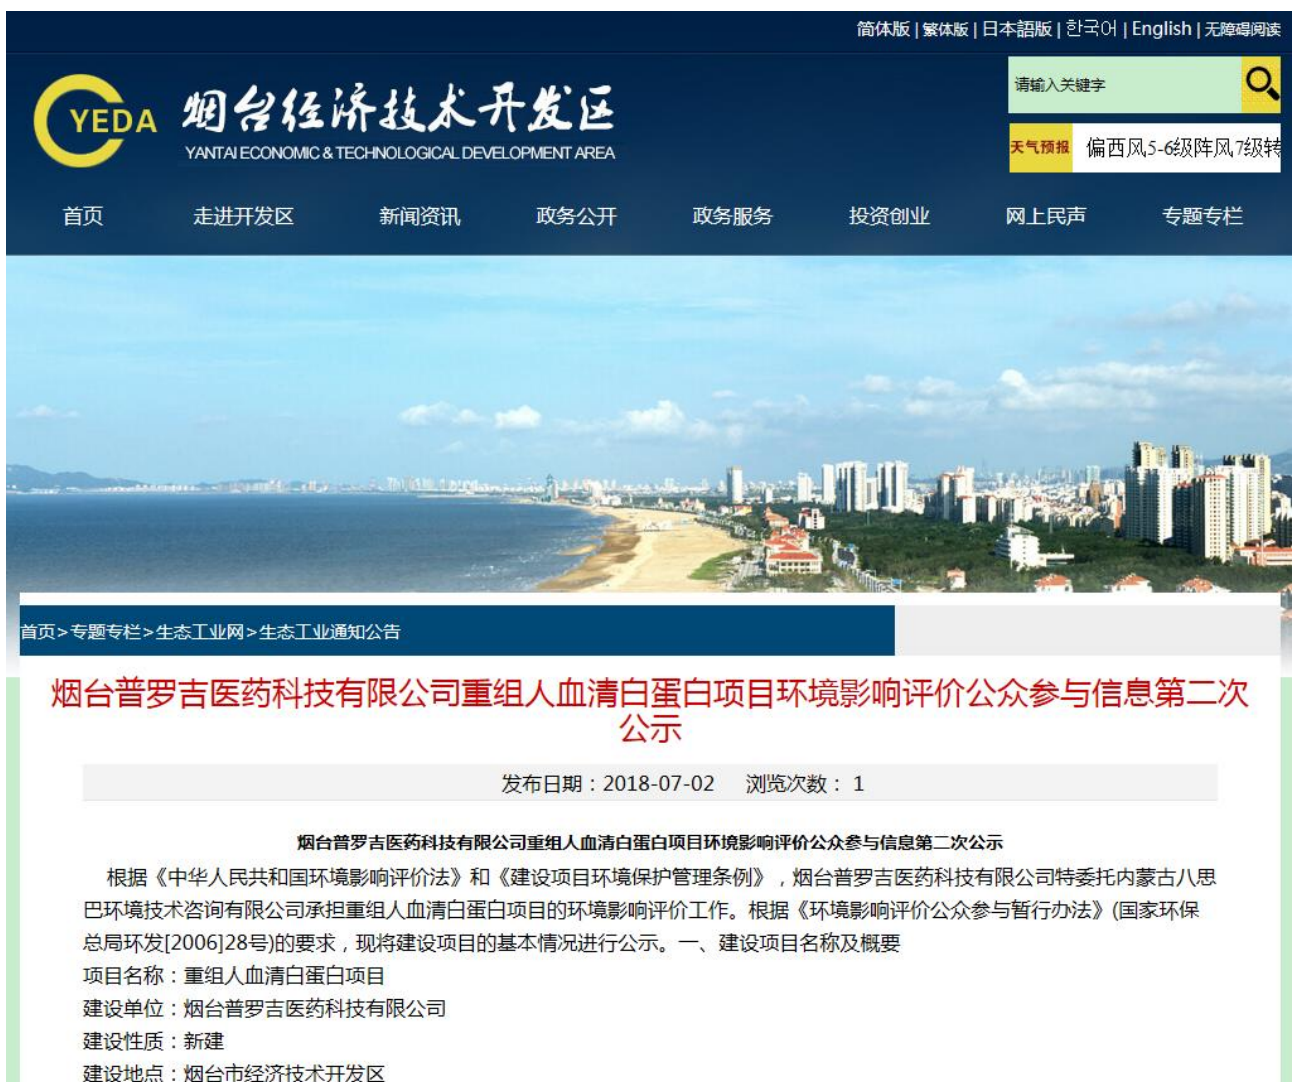 简体版 | 繁体版 | 日本語版 | 한국어 | English | 无障碍阅读
YEDA
烟台经济技术开发区
YANTAI ECONOMIC & TECHNOLOGICAL DEVELOPMENT AREA
请输入关键字
天气预报 偏西风5-6级阵风7级转
首页 走进开发区 新闻资讯 政务公开 政务服务 投资创业 网上民声 专题专栏
首页>专题专栏>生态工业网>生态工业通知公告
烟台普罗吉医药科技有限公司重组人血清白蛋白项目环境影响评价公众参与信息第二次
公示
发布日期：2018-07-02 浏览次数： 1
烟台普罗吉医药科技有限公司重组人血清白蛋白项目环境影响评价公众参与信息第二次公示
根据《中华人民共和国环境影响评价法》和《建设项目环境保护管理条例》，烟台普罗吉医药科技有限公司特委托内蒙古八思
巴环境技术咨询有限公司承担重组人血清白蛋白项目的环境影响评价工作。根据《环境影响评价公众参与暂行办法》(国家环保
总局环发[2006]28号)的要求，现将建设项目的基本情况进行公示。一、建设项目名称及概要
项目名称：重组人血清白蛋白项目
建设单位：烟台普罗吉医药科技有限公司
建设性质：新建
建设地点：烟台市经济技术开发区